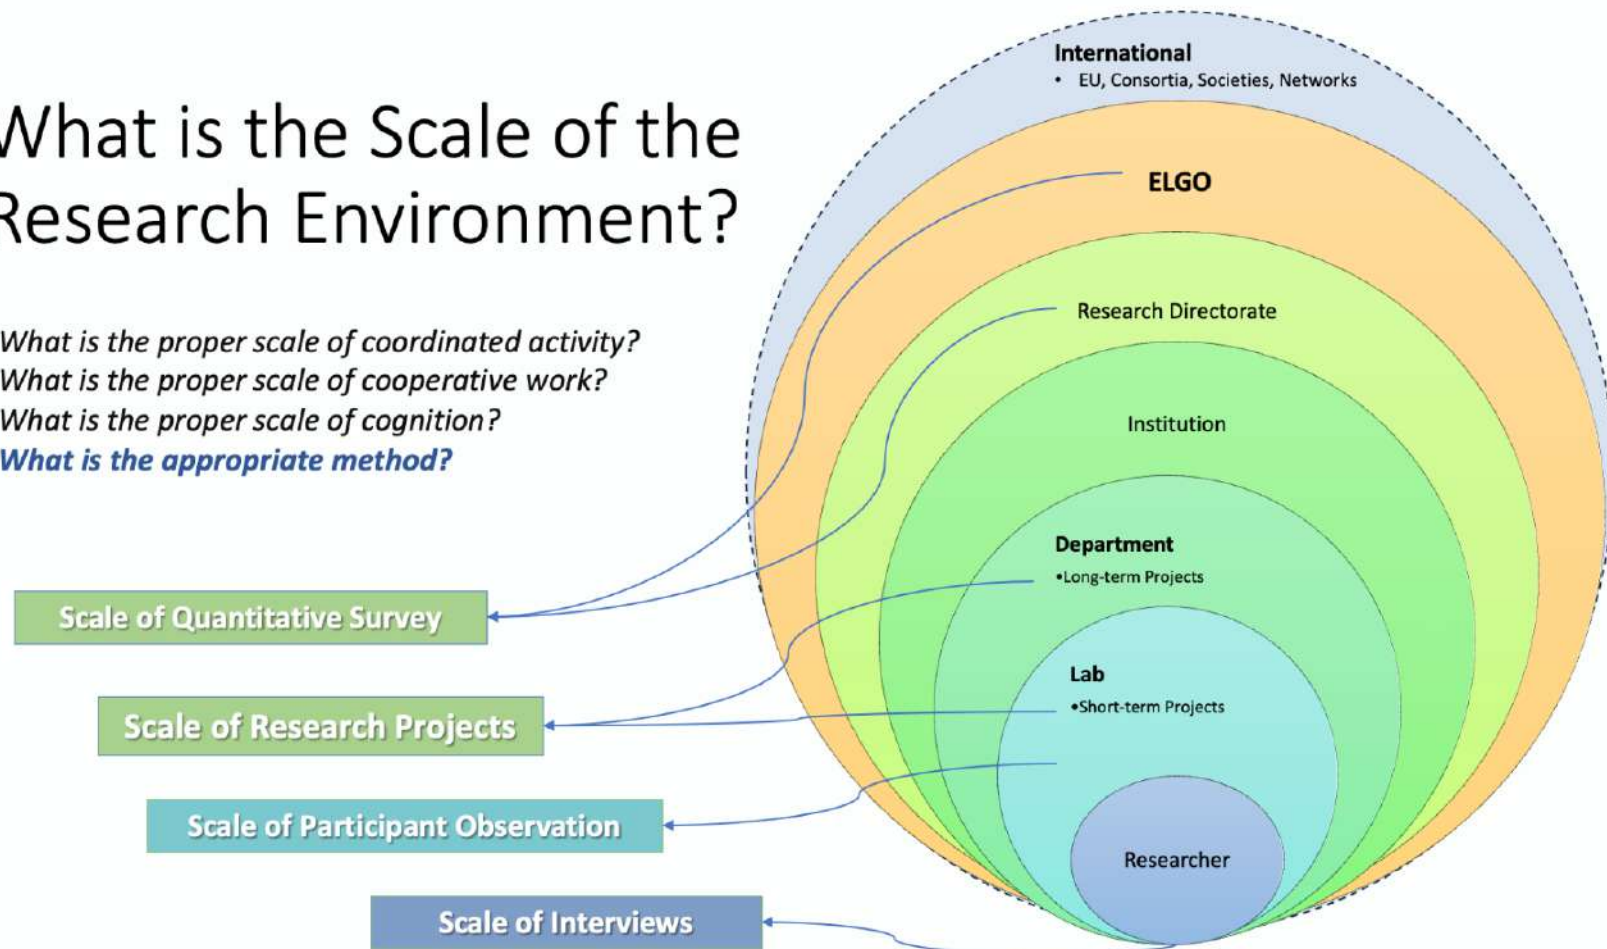 What is the Scale of the
Research Environment?
What is the proper scale of coordinated activity?
What is the proper scale of cooperative work?
What is the proper scale of cognition?
What is the appropriate method?
Scale of Quantitative Survey
Scale of Research Projects
Scale of Participant Observation
Scale of Interviews
International
• EU, Consortia, Societies, Networks
ELGO
Research Directorate
Institution
Department
•Long-term Projects
Lab
•Short-term Projects
Researcher